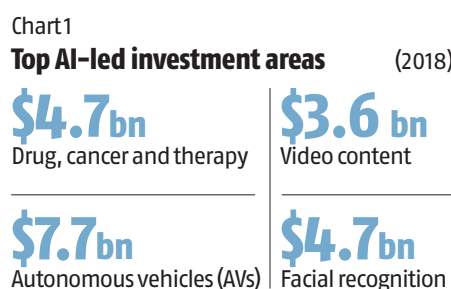 Chart1
Top AI-led investment areas (2018)
$4.7bn
Drug, cancer and therapy
$3.6 bn
Video content
$7.7bn
Autonomous vehicles (AVs)
$4.7bn
Facial recognition